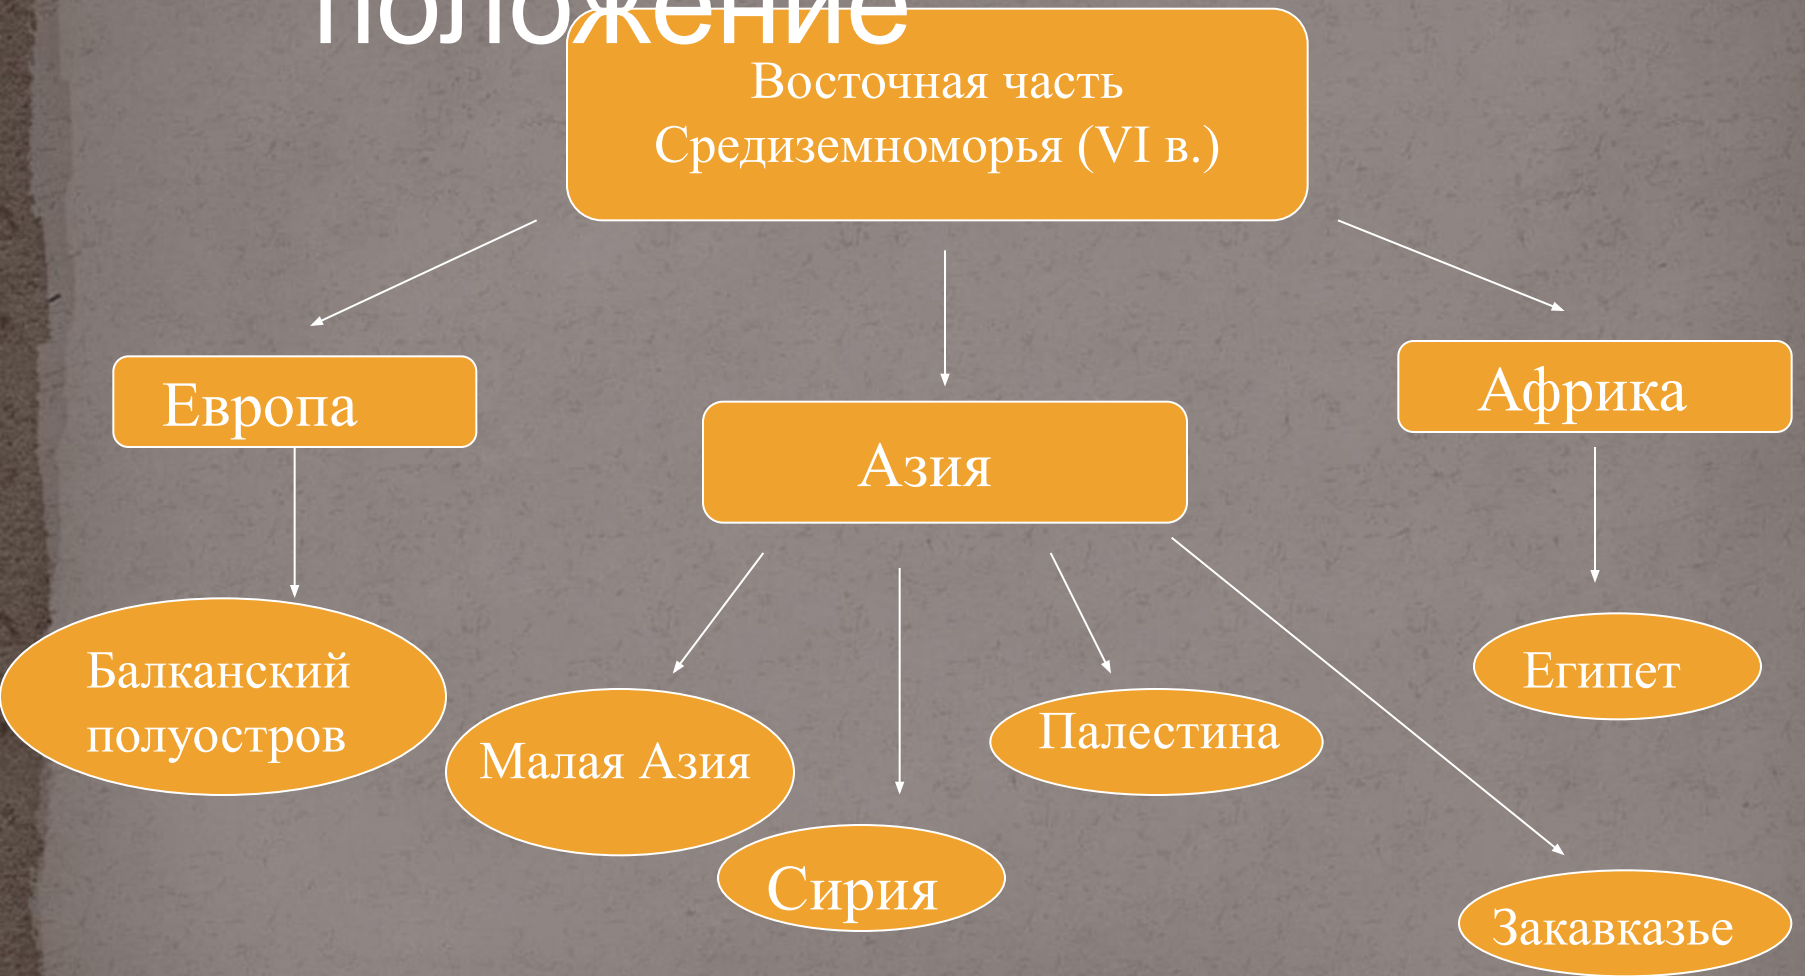 положение
Восточная часть
Средиземноморья (VI в.)
Европа
Азия
Африка
Балканский
полуостров
Малая Азия
Сирия
Палестина
Египет
Закавказье